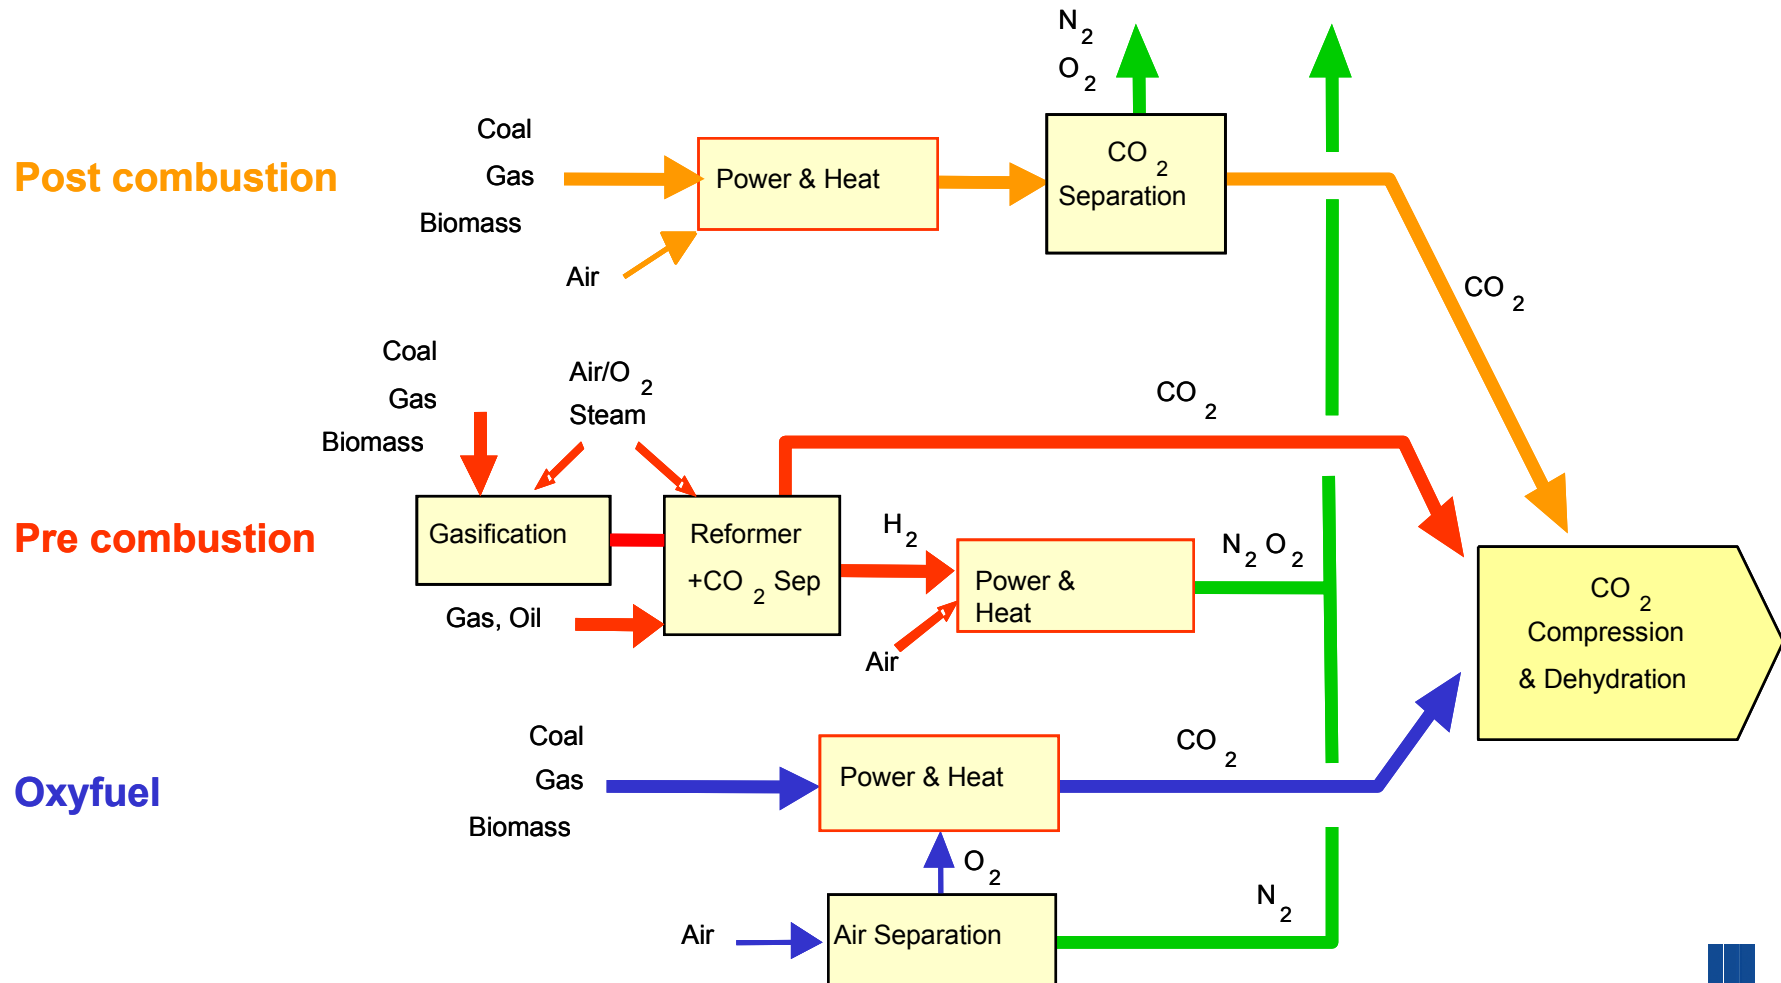 N2
O2
Coal
Gas
Biomass
Air
Post combustion
Power & Heat
CO2
Separation
CO2
Coal
Gas
Biomass
Air/O2
Steam
CO2
Pre combustion
Gasification
Reformer
+CO2 Sep
Gas, Oil
H2
Air
Power &
Heat
N2 O2
CO2
Compression
& Dehydration
Oxyfuel
Coal
Gas
Biomass
Power & Heat
CO2
O2
Air
Air Separation
N2